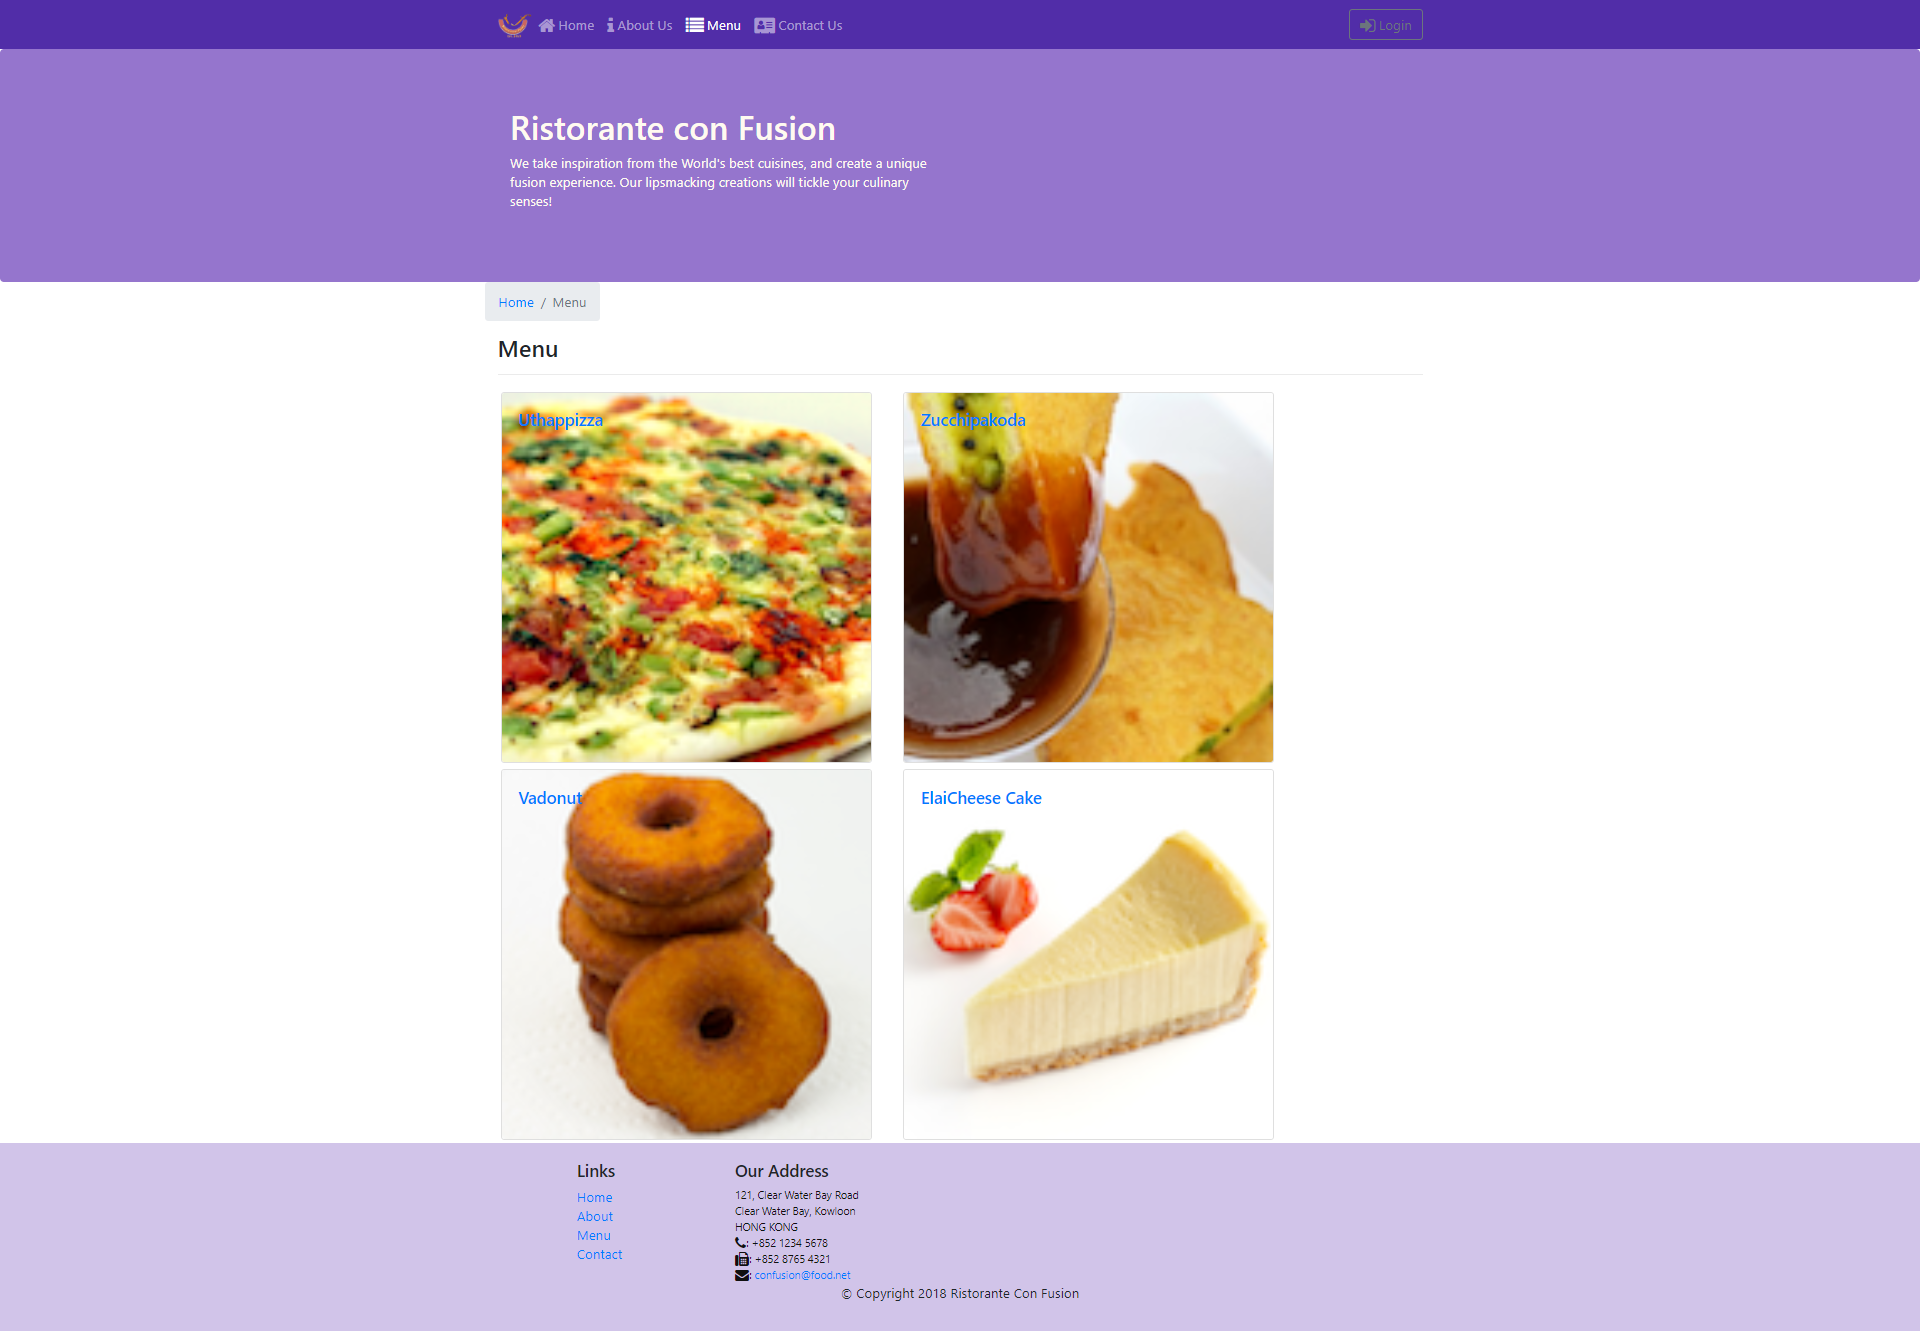 Home About Us Menu Contact Us Login
Ristorante con Fusion
We take inspiration from the World's best cuisines, and create a unique
fusion experience. Our lipsmacking creations will tickle your culinary
senses!
Home / Menu
Menu
Uthappizza
Zucchipakoda
Vadonut
ElaiCheese Cake
Links
Home
About
Menu
Contact
Our Address
121, Clear Water Bay Road
Clear Water Bay, Kowloon
HONG KONG
: +852 1234 5678
: +852 8765 4321
: confusion@food.net
© Copyright 2018 Ristorante Con Fusion